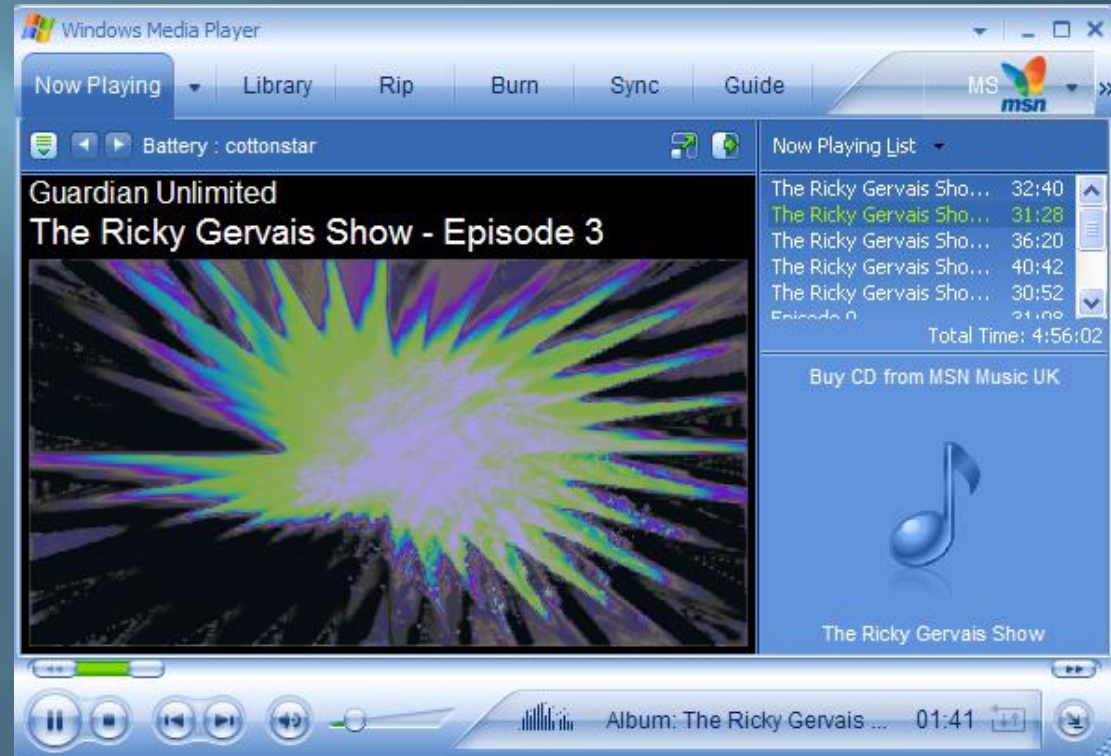 Windows Media Player
Now Playing Library Rip Burn Sync Guide MS msn
Battery : cottonstar
Now Playing List
Guardian Unlimited
The Ricky Gervais Show - Episode 3
The Ricky Gervais Sho... 32:40
The Ricky Gervais Sho... 31:28
The Ricky Gervais Sho... 36:20
The Ricky Gervais Sho... 40:42
The Ricky Gervais Sho... 30:52
Total Time: 4:56:02
Buy CD from MSN Music UK
The Ricky Gervais Show
Album: The Ricky Gervais ... 01:41